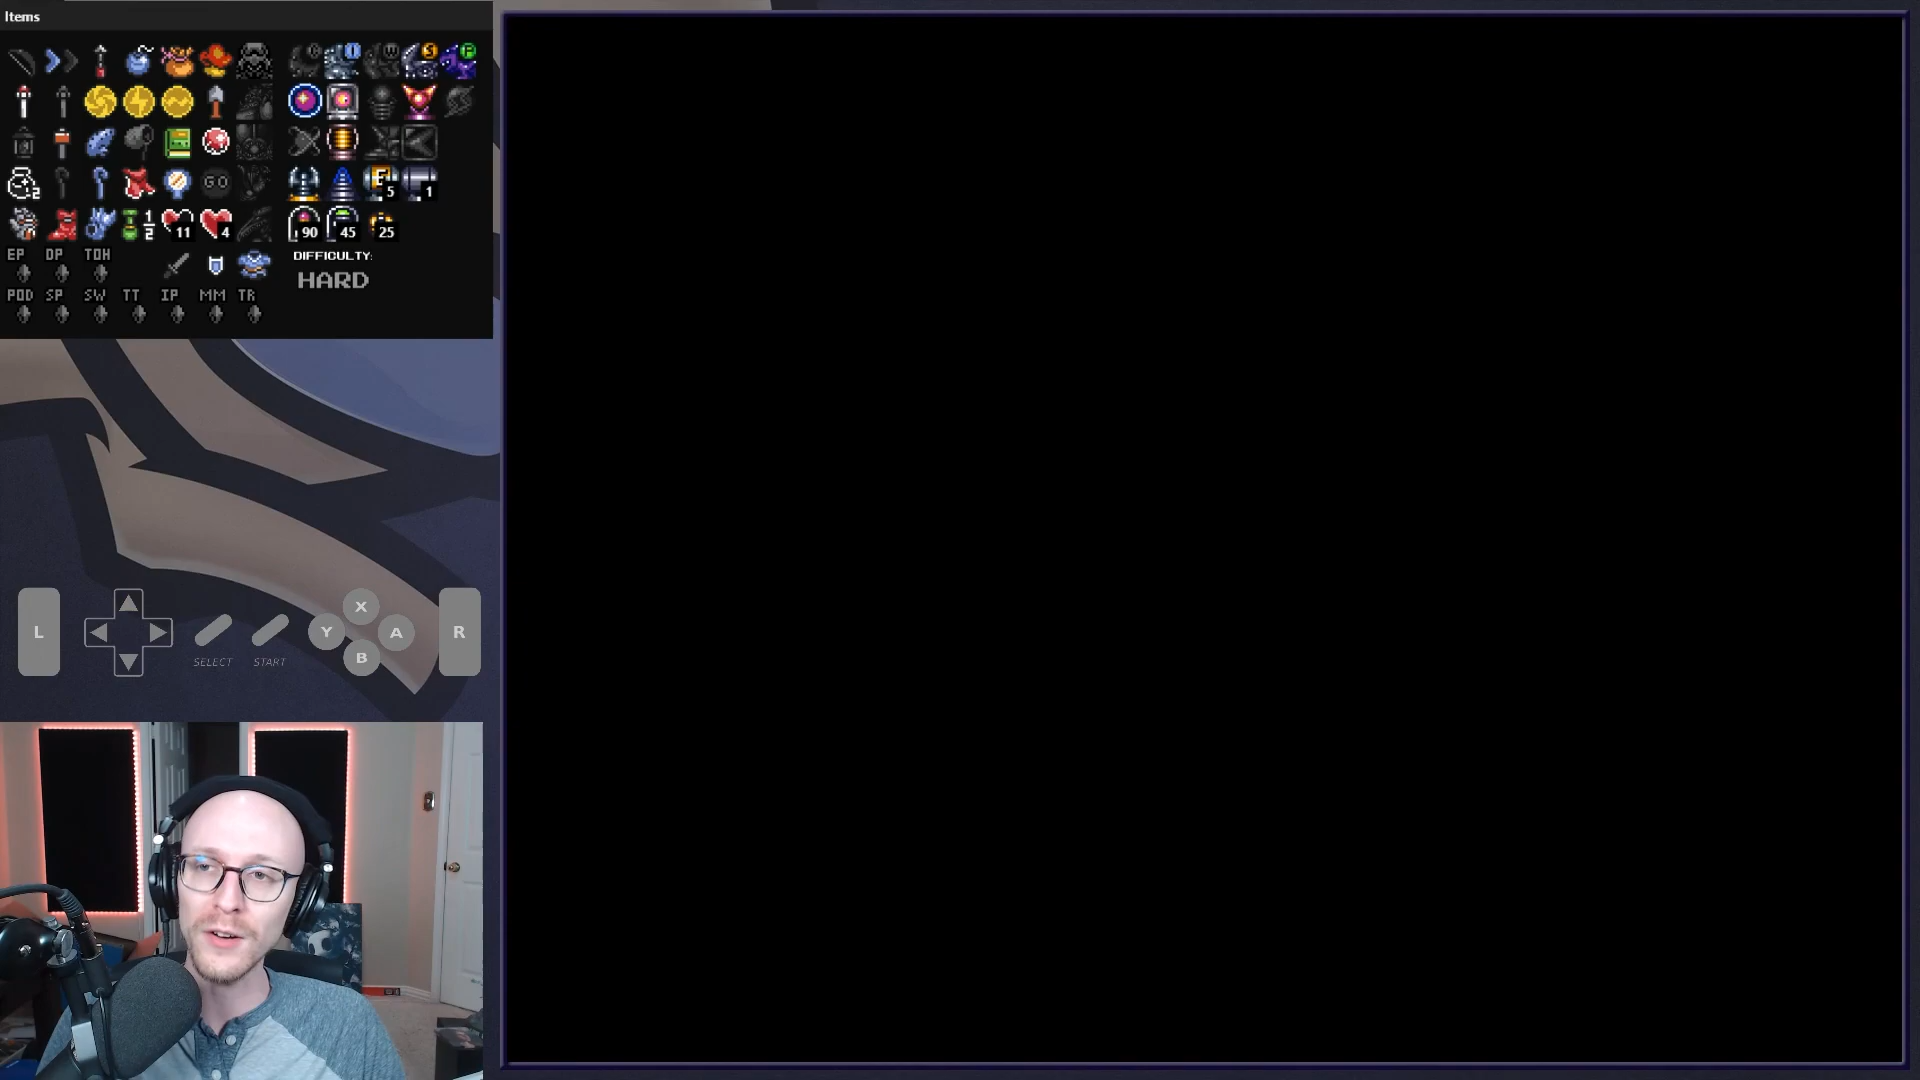 Items
C I W S F
GO
2
5 1
1/2 11 4 90 45 25
EP DP TOH
DIFFICULTY:
HARD
POD SP SW TT IP MM TR
X
L Y A R
B
SELECT START